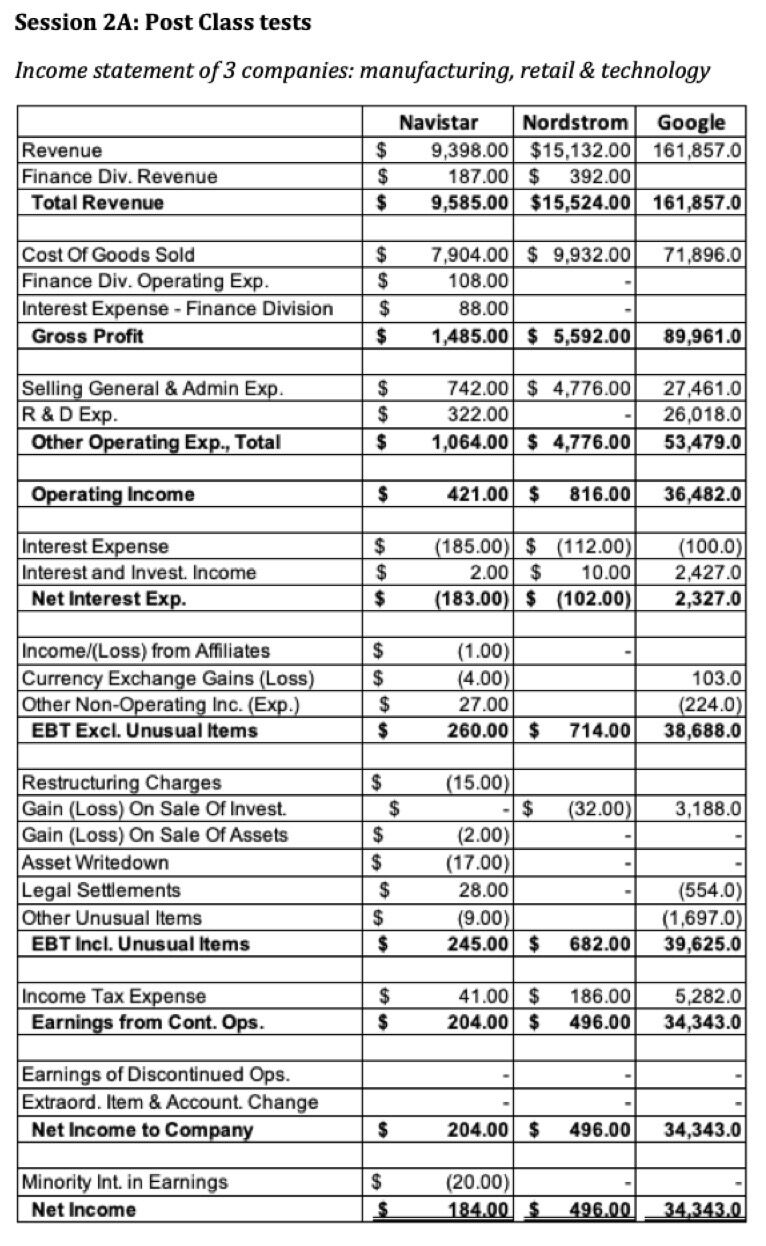 Session 2A: Post Class tests
Income statement of 3 companies: manufacturing, retail & technology
Navistar Nordstrom Google
Revenue $ 9,398.00 $15,132.00 161,857.0
Finance Div. Revenue $ 187.00 $ 392.00
Total Revenue $ 9,585.00 $15,524.00 161,857.0
Cost Of Goods Sold $ 7,904.00 $ 9,932.00 71,896.0
Finance Div. Operating Exp. $ 108.00 -
Interest Expense - Finance Division $ 88.00 -
Gross Profit $ 1,485.00 $ 5,592.00 89,961.0
Selling General & Admin Exp. $ 742.00 $ 4,776.00 27,461.0
R & D Exp. $ 322.00 - 26,018.0
Other Operating Exp., Total $ 1,064.00 $ 4,776.00 53,479.0
Operating Income $ 421.00 $ 816.00 36,482.0
Interest Expense $ (185.00) $ (112.00) (100.0)
Interest and Invest. Income $ 2.00 $ 10.00 2,427.0
Net Interest Exp. $ (183.00) $ (102.00) 2,327.0
Income/(Loss) from Affiliates $ (1.00) -
Currency Exchange Gains (Loss) $ (4.00) 103.0
Other Non-Operating Inc. (Exp.) $ 27.00 (224.0)
EBT Excl. Unusual Items $ 260.00 $ 714.00 38,688.0
Restructuring Charges $ (15.00)
Gain (Loss) On Sale Of Invest. $ - $ (32.00) 3,188.0
Gain (Loss) On Sale Of Assets $ (2.00) - -
Asset Writedown $ (17.00) - -
Legal Settlements $ 28.00 - (554.0)
Other Unusual Items $ (9.00) (1,697.0)
EBT Incl. Unusual Items $ 245.00 $ 682.00 39,625.0
Income Tax Expense $ 41.00 $ 186.00 5,282.0
Earnings from Cont. Ops. $ 204.00 $ 496.00 34,343.0
Earnings of Discontinued Ops. - - -
Extraord. Item & Account. Change - - -
Net Income to Company $ 204.00 $ 496.00 34,343.0
Minority Int. in Earnings $ (20.00) - -
Net Income $ 184.00 $ 496.00 34,343.0